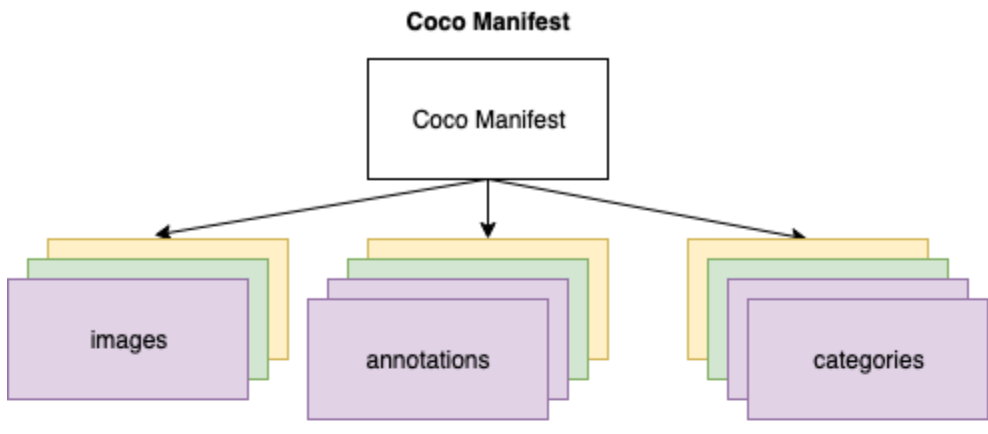 Coco Manifest
Coco Manifest
images
annotations
categories